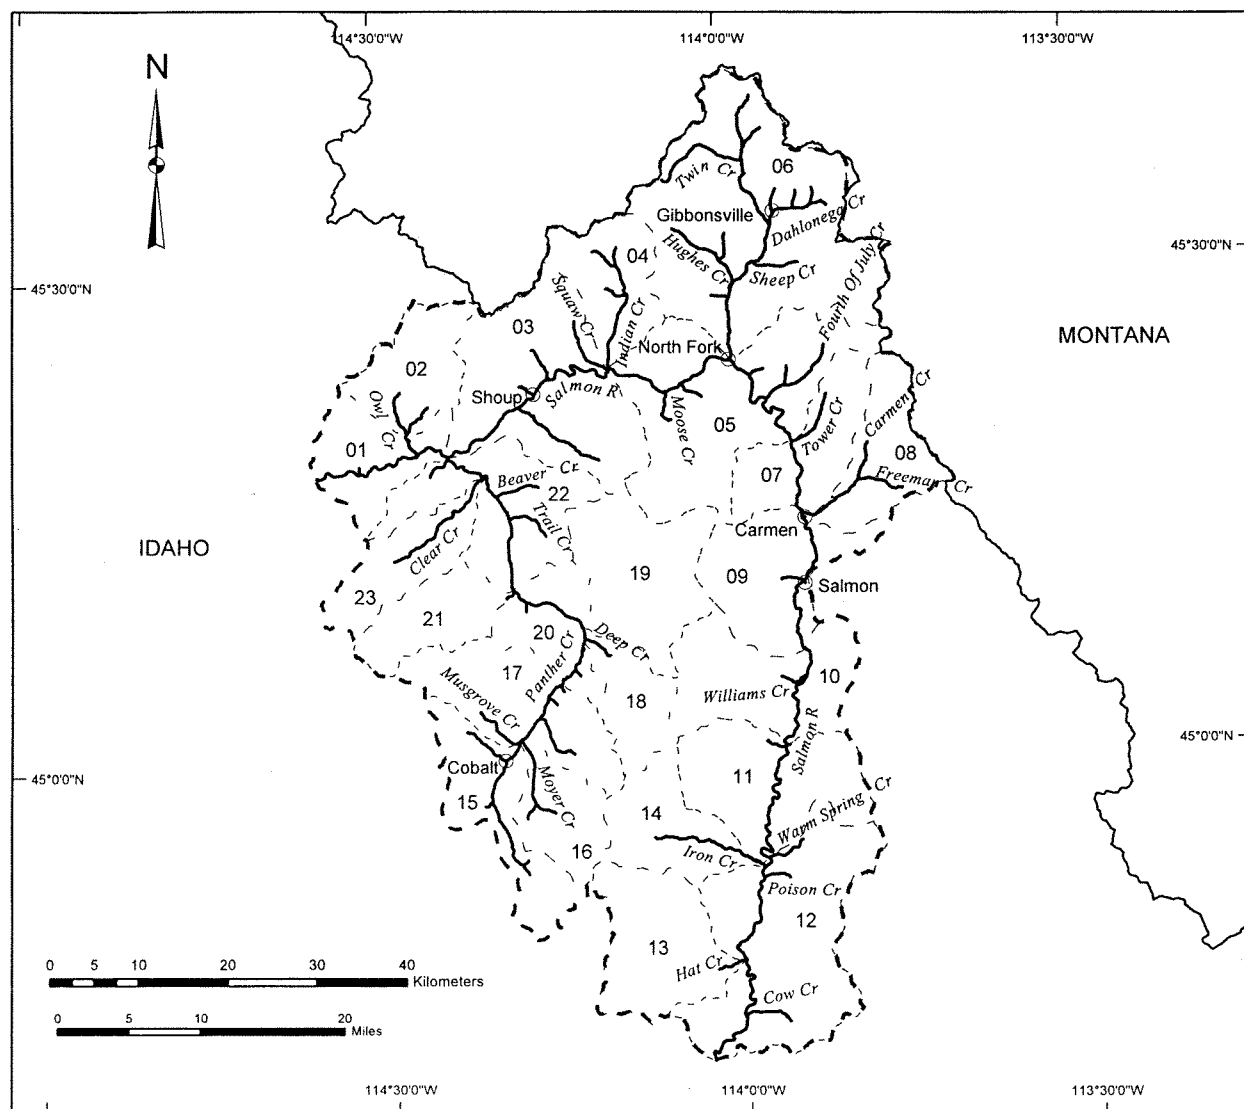 114°30'0"W
114°0'0"W
113°30'0"W
N
06
Twin Cr
Gibbonsville
Dahlonega Cr
04
Hughes Cr
Sheep Cr
Fourth Of July Cr
45°30'0"N
45°30'0"N
Squaw Cr
Indian Cr
03
North Fork
MONTANA
02
Shoup
Salmon R
Moose Cr
05
Carmen Cr
Owl Cr
Tower Cr
01
08
Freeman Cr
07
Beaver Cr
22
Trail Cr
Carmen
IDAHO
Clear Cr
19
09
Salmon
23
21
20
Deep Cr
Panther Cr
17
Musgrove Cr
18
Williams Cr
10
Salmon R
45°0'0"N
45°0'0"N
Cobalt
Moyer Cr
11
15
14
Warm Spring Cr
16
Iron Cr
Poison Cr
12
13
Hat Cr
Cow Cr
0 5 10 20 30 40
Kilometers
0 5 10 20
Miles
114°30'0"W
114°0'0"W
113°30'0"W